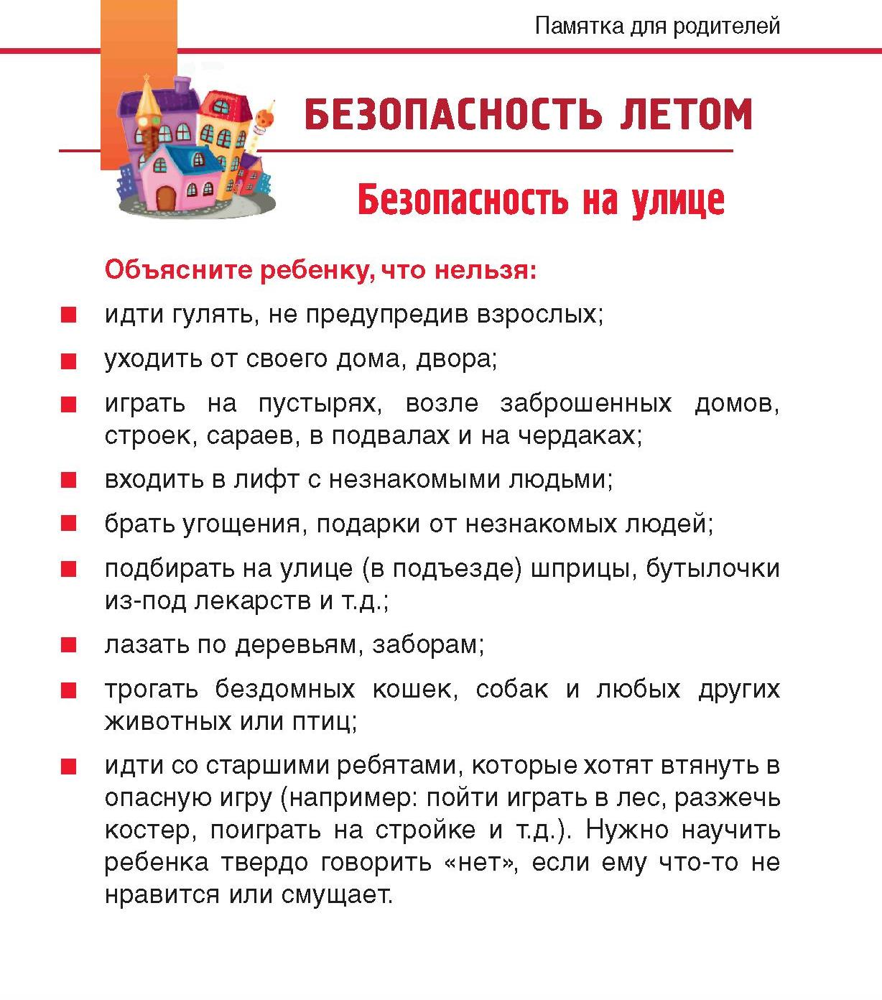 Памятка для родителей
БЕЗОПАСНОСТЬ ЛЕТОМ
Безопасность на улице
Объясните ребенку, что нельзя:
идти гулять, не предупредив взрослых;
уходить от своего дома, двора;
играть на пустырях, возле заброшенных домов,
строек, сараев, в подвалах и на чердаках;
входить в лифт с незнакомыми людьми;
брать угощения, подарки от незнакомых людей;
подбирать на улице (в подъезде) шприцы, бутылочки
из-под лекарств и т.д.;
лазать по деревьям, заборам;
трогать бездомных кошек, собак и любых других
животных или птиц;
идти со старшими ребятами, которые хотят втянуть в
опасную игру (например: пойти играть в лес, разжечь
костер, поиграть на стройке и т.д.). Нужно научить
ребенка твердо говорить «нет», если ему что-то не
нравится или смущает.